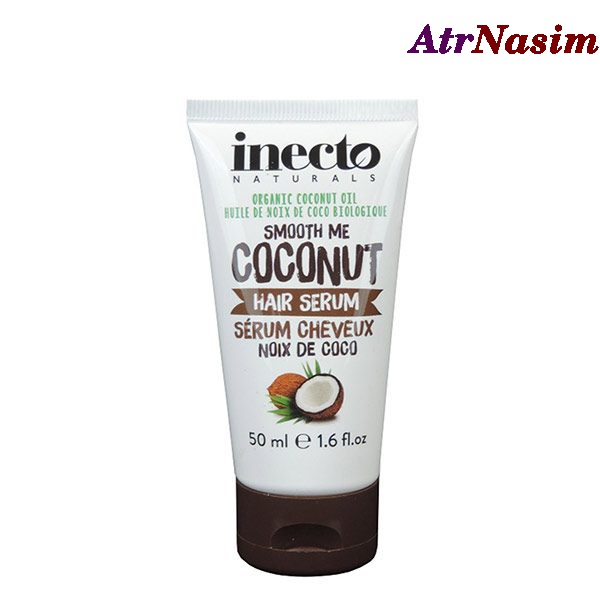 AtrNasim
inecto
NATURALS
ORGANIC COCONUT OIL
HUILE DE NOIX DE COCO BIOLOGIQUE
SMOOTH ME
COCONUT
HAIR SERUM
SÉRUM CHEVEUX
NOIX DE COCO
50 ml ℮ 1.6 fl.oz